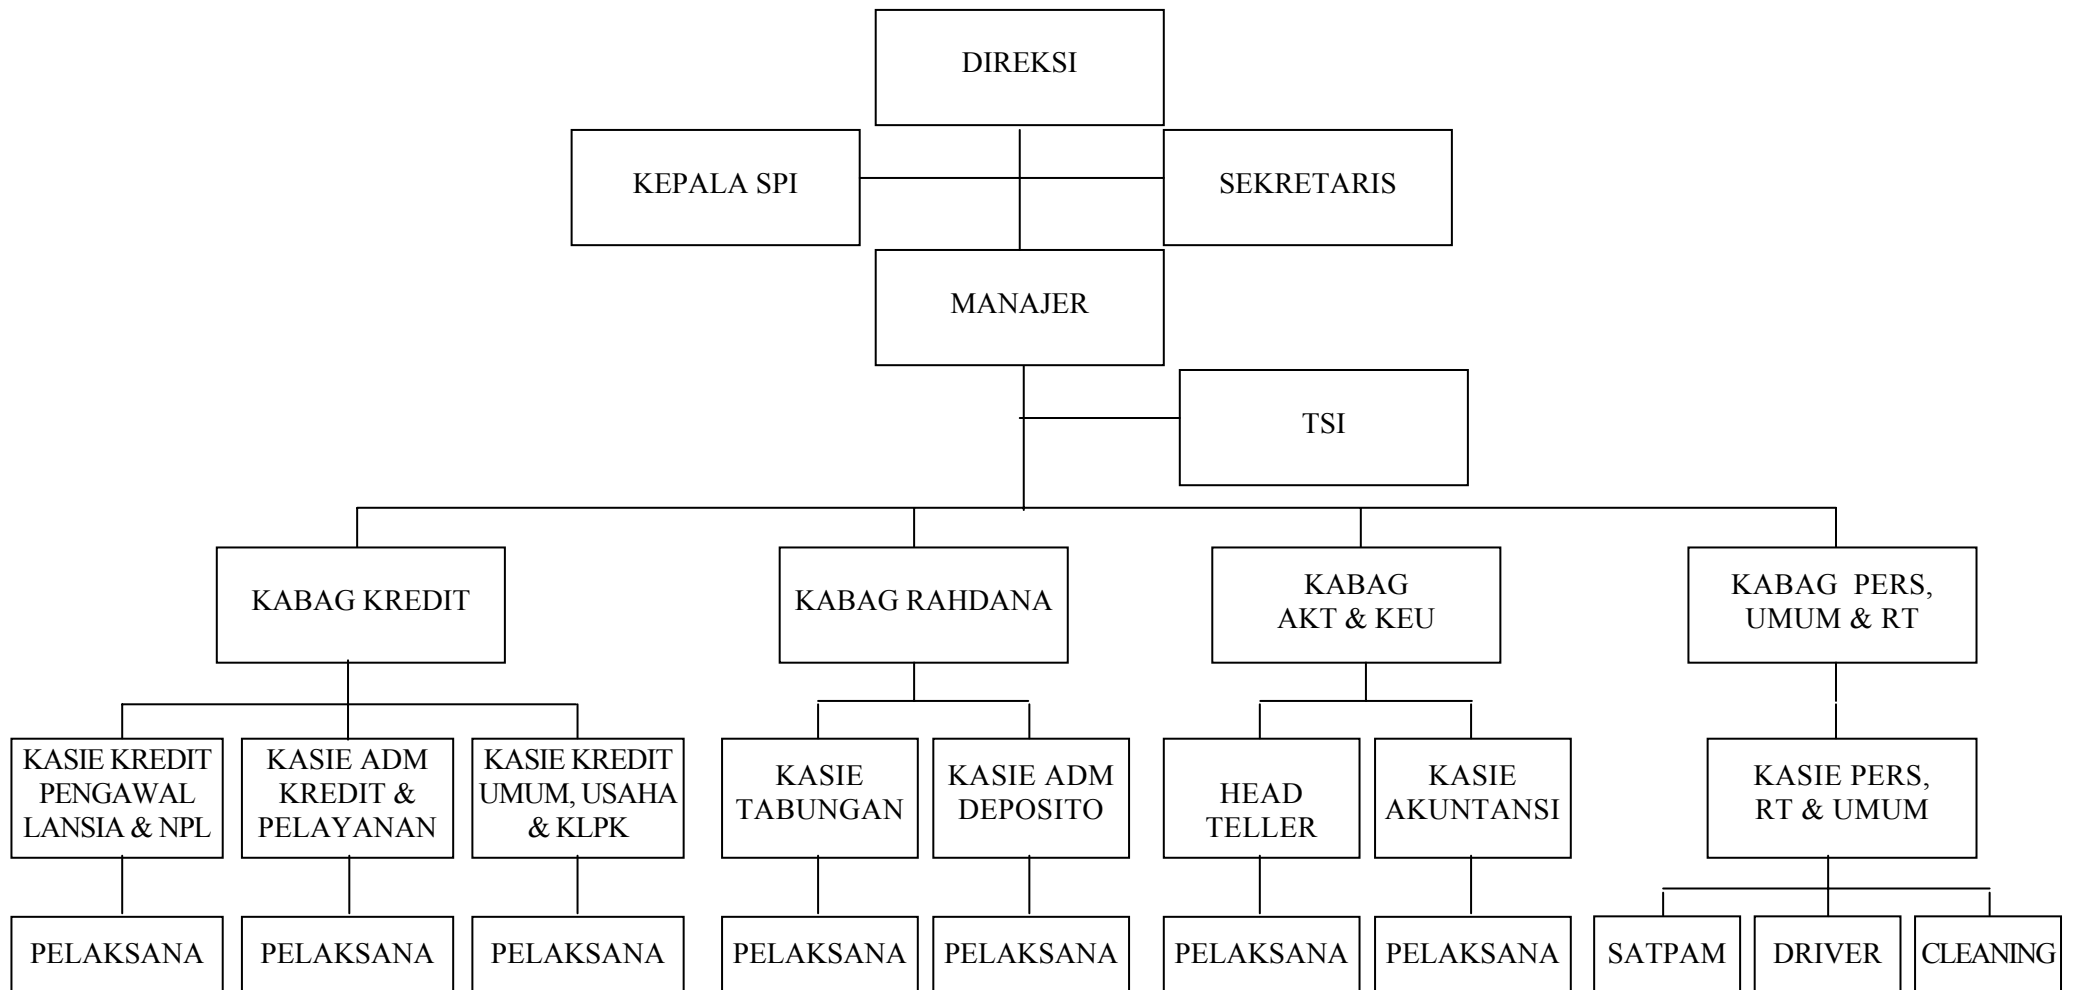 DIREKSI
KEPALA SPI
SEKRETARIS
MANAJER
TSI
KABAG KREDIT
KABAG RAHDANA
KABAG
AKT & KEU
KABAG PERS,
UMUM & RT
KASIE KREDIT
PENGAWAL
LANSIA & NPL
KASIE ADM
KREDIT &
PELAYANAN
KASIE KREDIT
UMUM, USAHA
& KLPK
KASIE
TABUNGAN
KASIE ADM
DEPOSITO
HEAD
TELLER
KASIE
AKUNTANSI
KASIE PERS,
RT & UMUM
PELAKSANA
PELAKSANA
PELAKSANA
PELAKSANA
PELAKSANA
PELAKSANA
PELAKSANA
SATPAM
DRIVER
CLEANING